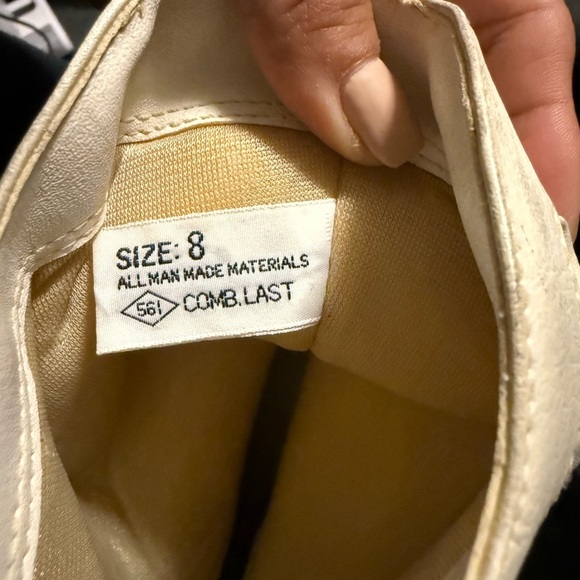 SIZE: 8
ALL MAN MADE MATERIALS
561 COMB.LAST